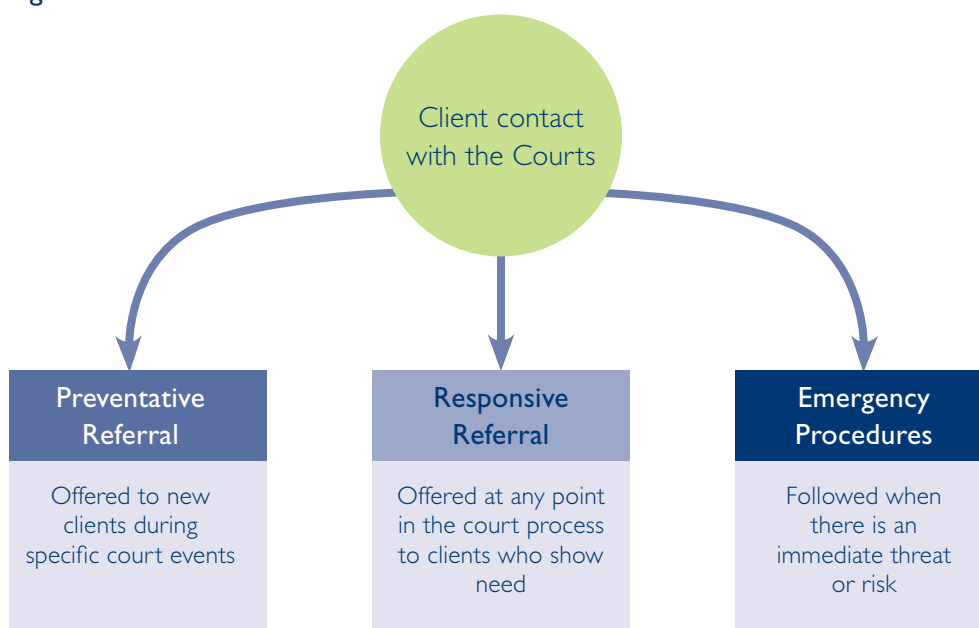 Client contact
with the Courts
Preventative
Referral
Offered to new
clients during
specific court events
Responsive
Referral
Offered at any point
in the court process
to clients who show
need
Emergency
Procedures
Followed when
there is an
immediate threat
or risk